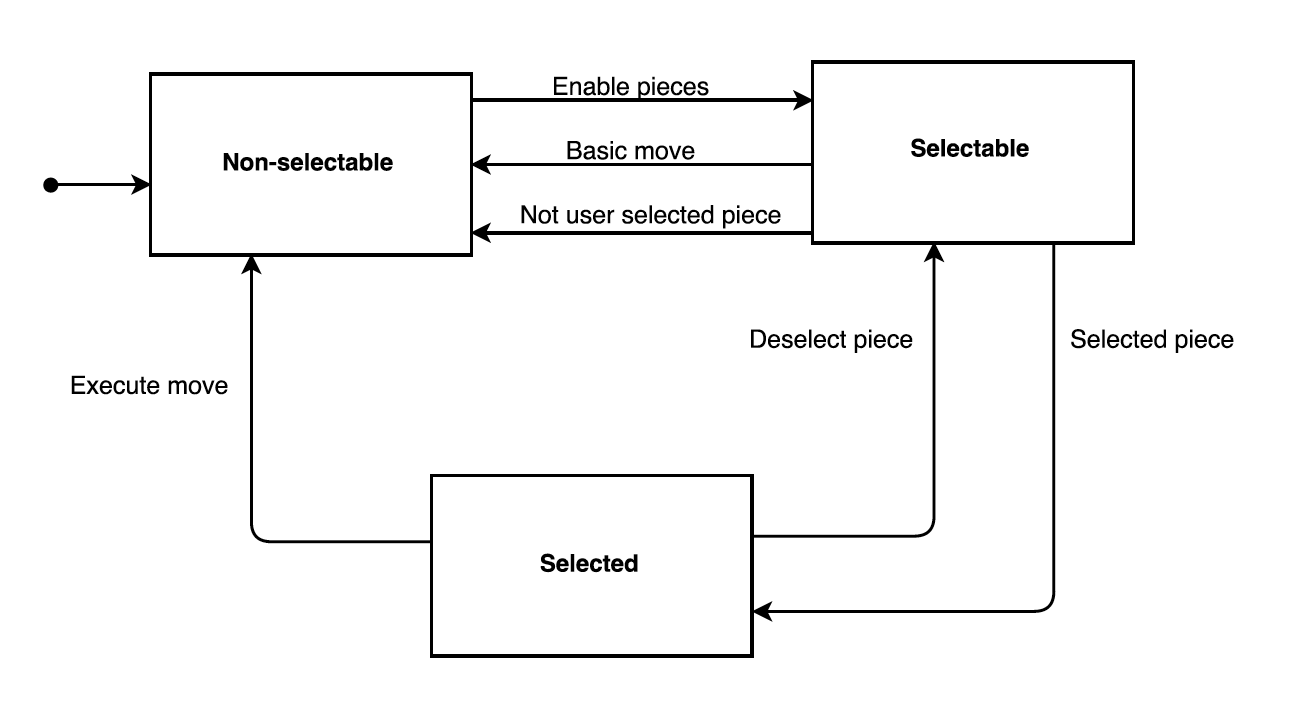 Enable pieces
Non-selectable
Selectable
Basic move
Not user selected piece
Deselect piece
Selected piece
Execute move
Selected